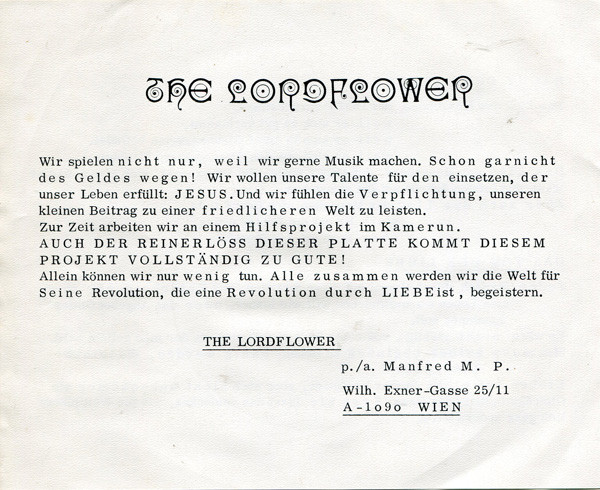 THE LORDFLOWER
Wir spielen nicht nur, weil wir gerne Musik machen. Schon garnicht
des Geldes wegen! Wir wollen unsere Talente für den einsetzen, der
unser Leben erfüllt: JESUS.Und wir fühlen die Verpflichtung, unseren
kleinen Beitrag zu einer friedlicheren Welt zu leisten.
Zur Zeit arbeiten wir an einem Hilfsprojekt im Kamerun.
AUCH DER REINERLÖSS DIESER PLATTE KOMMT DIESEM
PROJEKT VOLLSTÄNDIG ZU GUTE!
Allein können wir nur wenig tun. Alle zusammen werden wir die Welt für
Seine Revolution, die eine Revolution durch LIEBEist, begeistern.
THE LORDFLOWER
p./a. Manfred M. P.
Wilh. Exner-Gasse 25/11
A-1o9o WIEN